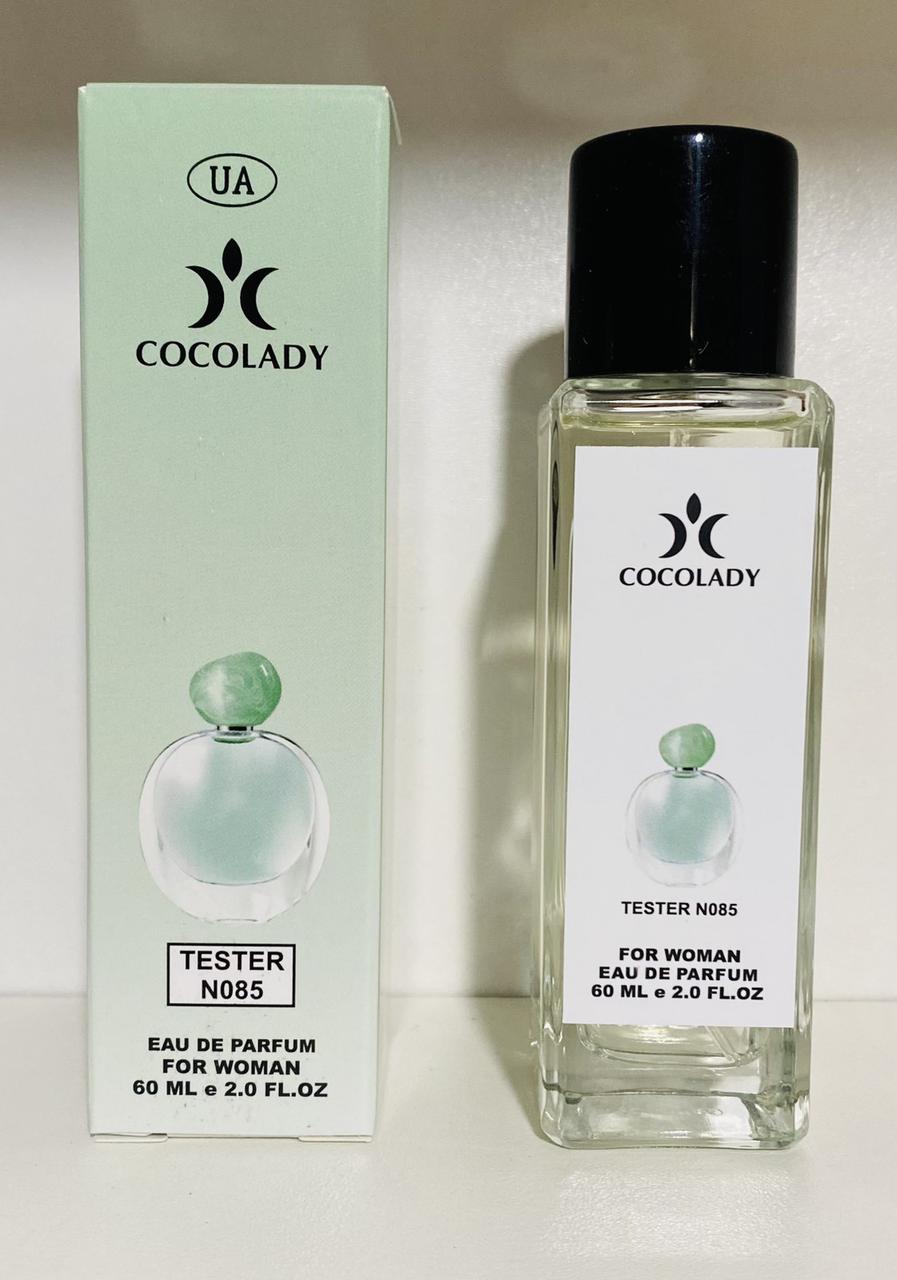 UA
COCOLADY
TESTER
N085
EAU DE PARFUM
FOR WOMAN
60 ML e 2.0 FL.OZ
COCOLADY
TESTER N085
FOR WOMAN
EAU DE PARFUM
60 ML e 2.0 FL.OZ